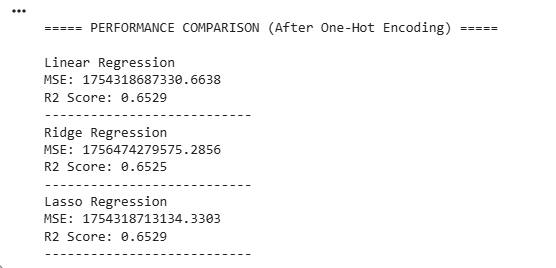 ===== PERFORMANCE COMPARISON (After One-Hot Encoding) =====
Linear Regression
MSE: 1754318687330.6638
R2 Score: 0.6529
---------------------------
Ridge Regression
MSE: 1756474279575.2856
R2 Score: 0.6525
---------------------------
Lasso Regression
MSE: 1754318713134.3303
R2 Score: 0.6529
---------------------------